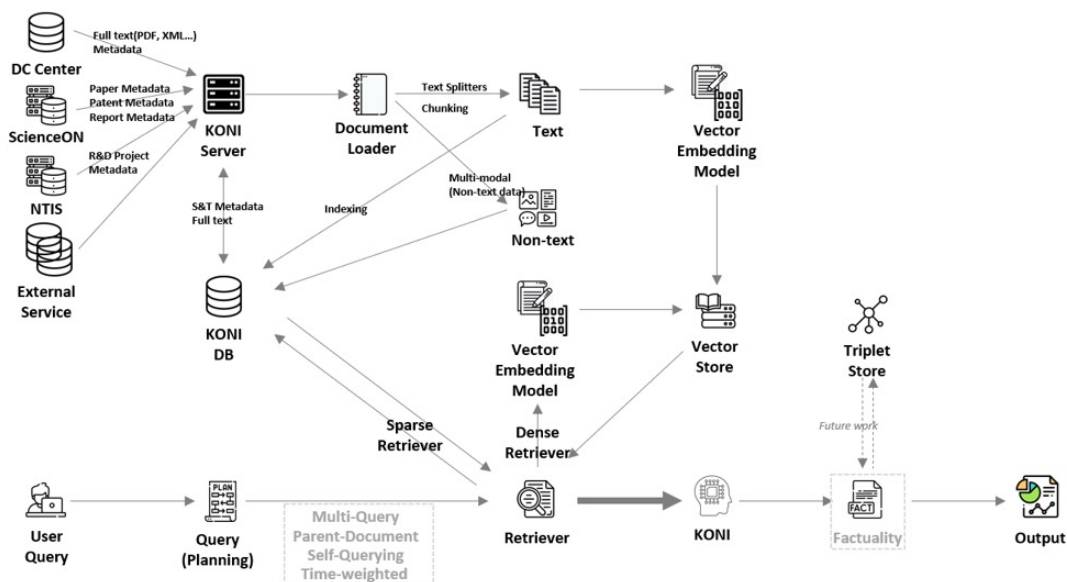 Full text(PDF, XML...)
Metadata
DC Center
Paper Metadata
Patent Metadata
Report Metadata
ScienceON
R&D Project
Metadata
NTIS
External
Service
KONI
Server
S&T Metadata
Full text
KONI
DB
Document
Loader
Text Splitters
Chunking
Text
Indexing
Multi-modal
(Non-text data)
Non-text
Vector
Embedding
Model
Vector
Embedding
Model
Vector
Store
Triplet
Store
Future work
Sparse
Retriever
Dense
Retriever
User
Query
PLAN
Query
(Planning)
Multi-Query
Parent-Document
Self-Querying
Time-weighted
Retriever
KONI
FACT
Factuality
Output